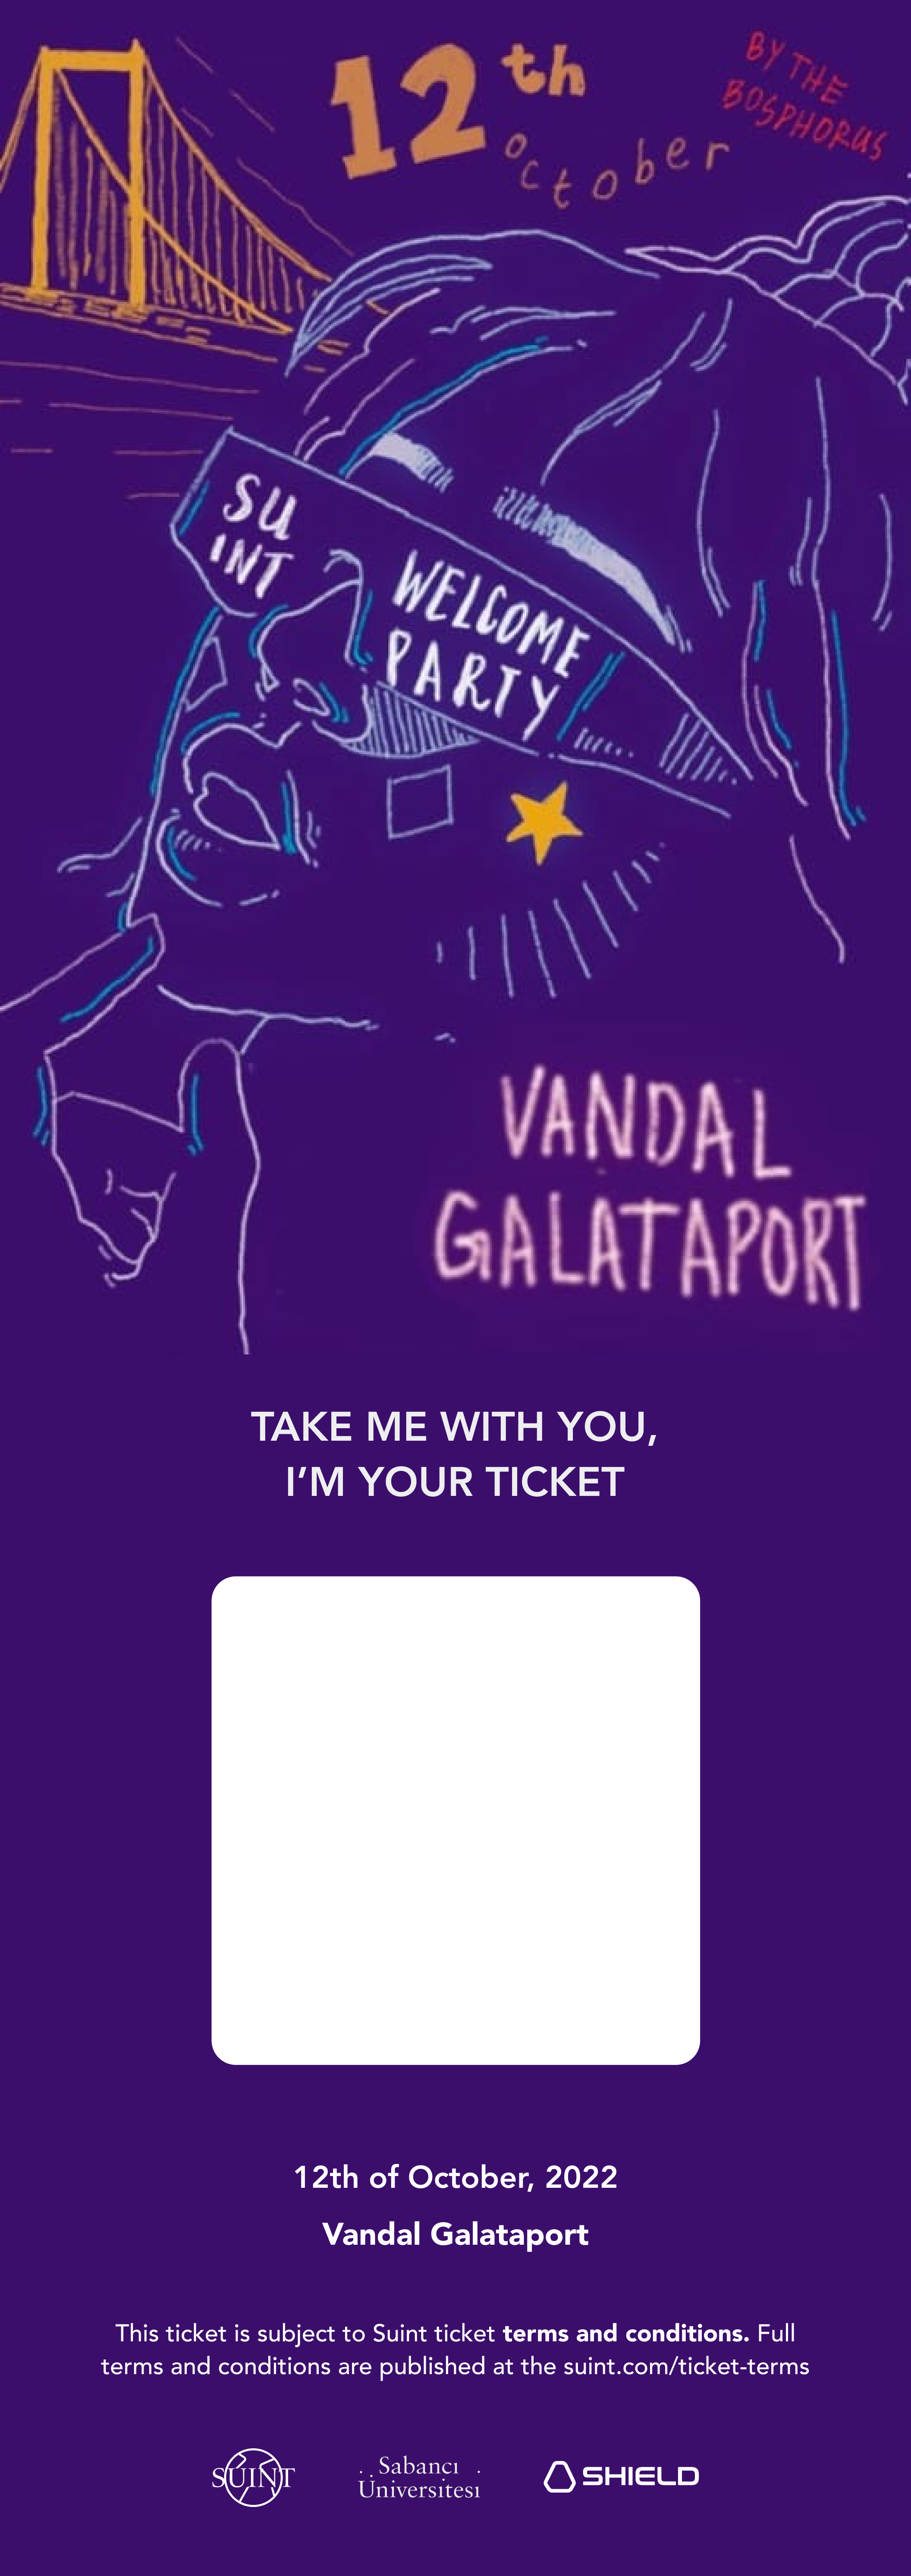 12th
October
BY THE
BOSPHORUS
SU
INT
WELCOME
PARTY
VANDAL
GALATAPORT
TAKE ME WITH YOU,
I'M YOUR TICKET
12th of October, 2022
Vandal Galataport
This ticket is subject to Suint ticket terms and conditions. Full
terms and conditions are published at the suint.com/ticket-terms
SUINT
Sabancı
Üniversitesi
SHIELD